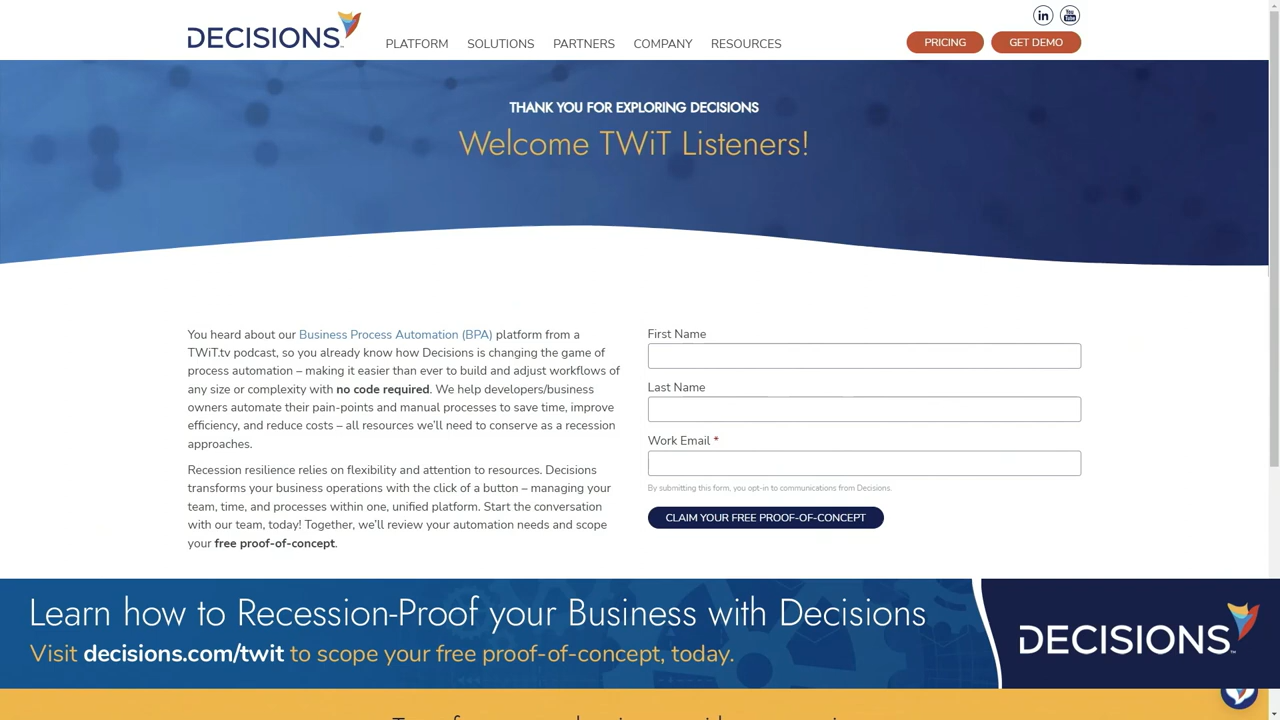 DECISIONS
PLATFORM SOLUTIONS PARTNERS COMPANY RESOURCES
in You Tube
PRICING GET DEMO
THANK YOU FOR EXPLORING DECISIONS
Welcome TWiT Listeners!
You heard about our Business Process Automation (BPA) platform from a
TWiT.tv podcast, so you already know how Decisions is changing the game of
process automation – making it easier than ever to build and adjust workflows of
any size or complexity with no code required. We help developers/business
owners automate their pain-points and manual processes to save time, improve
efficiency, and reduce costs – all resources we’ll need to conserve as a recession
approaches.
Recession resilience relies on flexibility and attention to resources. Decisions
transforms your business operations with the click of a button – managing your
team, time, and processes within one, unified platform. Start the conversation
with our team, today! Together, we’ll review your automation needs and scope
your free proof-of-concept.
First Name
Last Name
Work Email *
By submitting this form, you opt-in to communications from Decisions.
CLAIM YOUR FREE PROOF-OF-CONCEPT
Learn how to Recession-Proof your Business with Decisions
Visit decisions.com/twit to scope your free proof-of-concept, today.
DECISIONS™